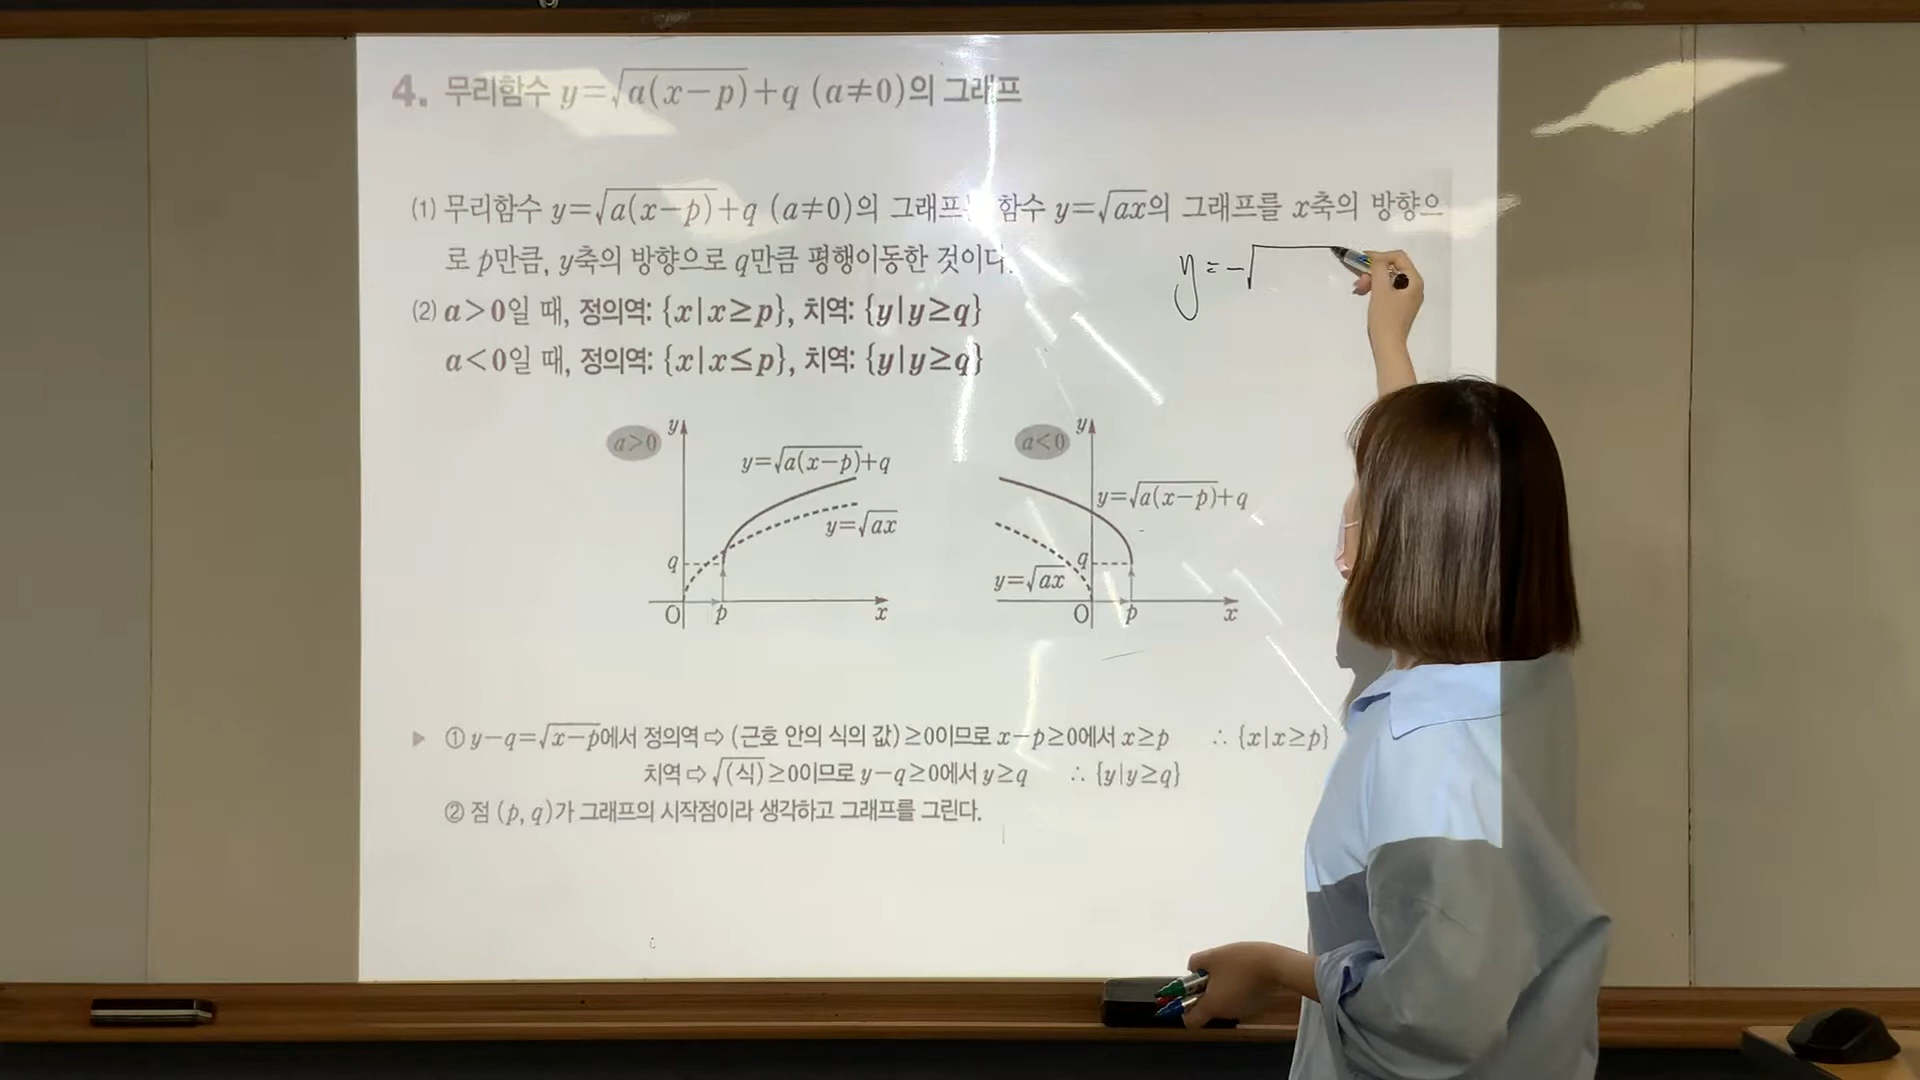 4. 무리함수 y=√a(x-p)+q (a≠0)의 그래프
(1) 무리함수 y=√a(x-p)+q (a≠0)의 그래프는 함수 y=√ax의 그래프를 x축의 방향으
로 p만큼, y축의 방향으로 q만큼 평행이동한 것이다.
y=-√
(2) a>0일 때, 정의역: {x|x≥p}, 치역: {y|y≥q}
a<0일 때, 정의역: {x|x≤p}, 치역: {y|y≥q}
a>0
y
y=√a(x-p)+q
y=√ax
q
O
p
x
a<0
y
y=√a(x-p)+q
q
y=√ax
O
p
x
▶ ① y-q=√x-p에서 정의역 ⇨ (근호 안의 식의 값)≥0이므로 x-p≥0에서 x≥p ∴ {x|x≥p}
치역 ⇨ √(식)≥0이므로 y-q≥0에서 y≥q ∴ {y|y≥q}
② 점 (p, q)가 그래프의 시작점이라 생각하고 그래프를 그린다.